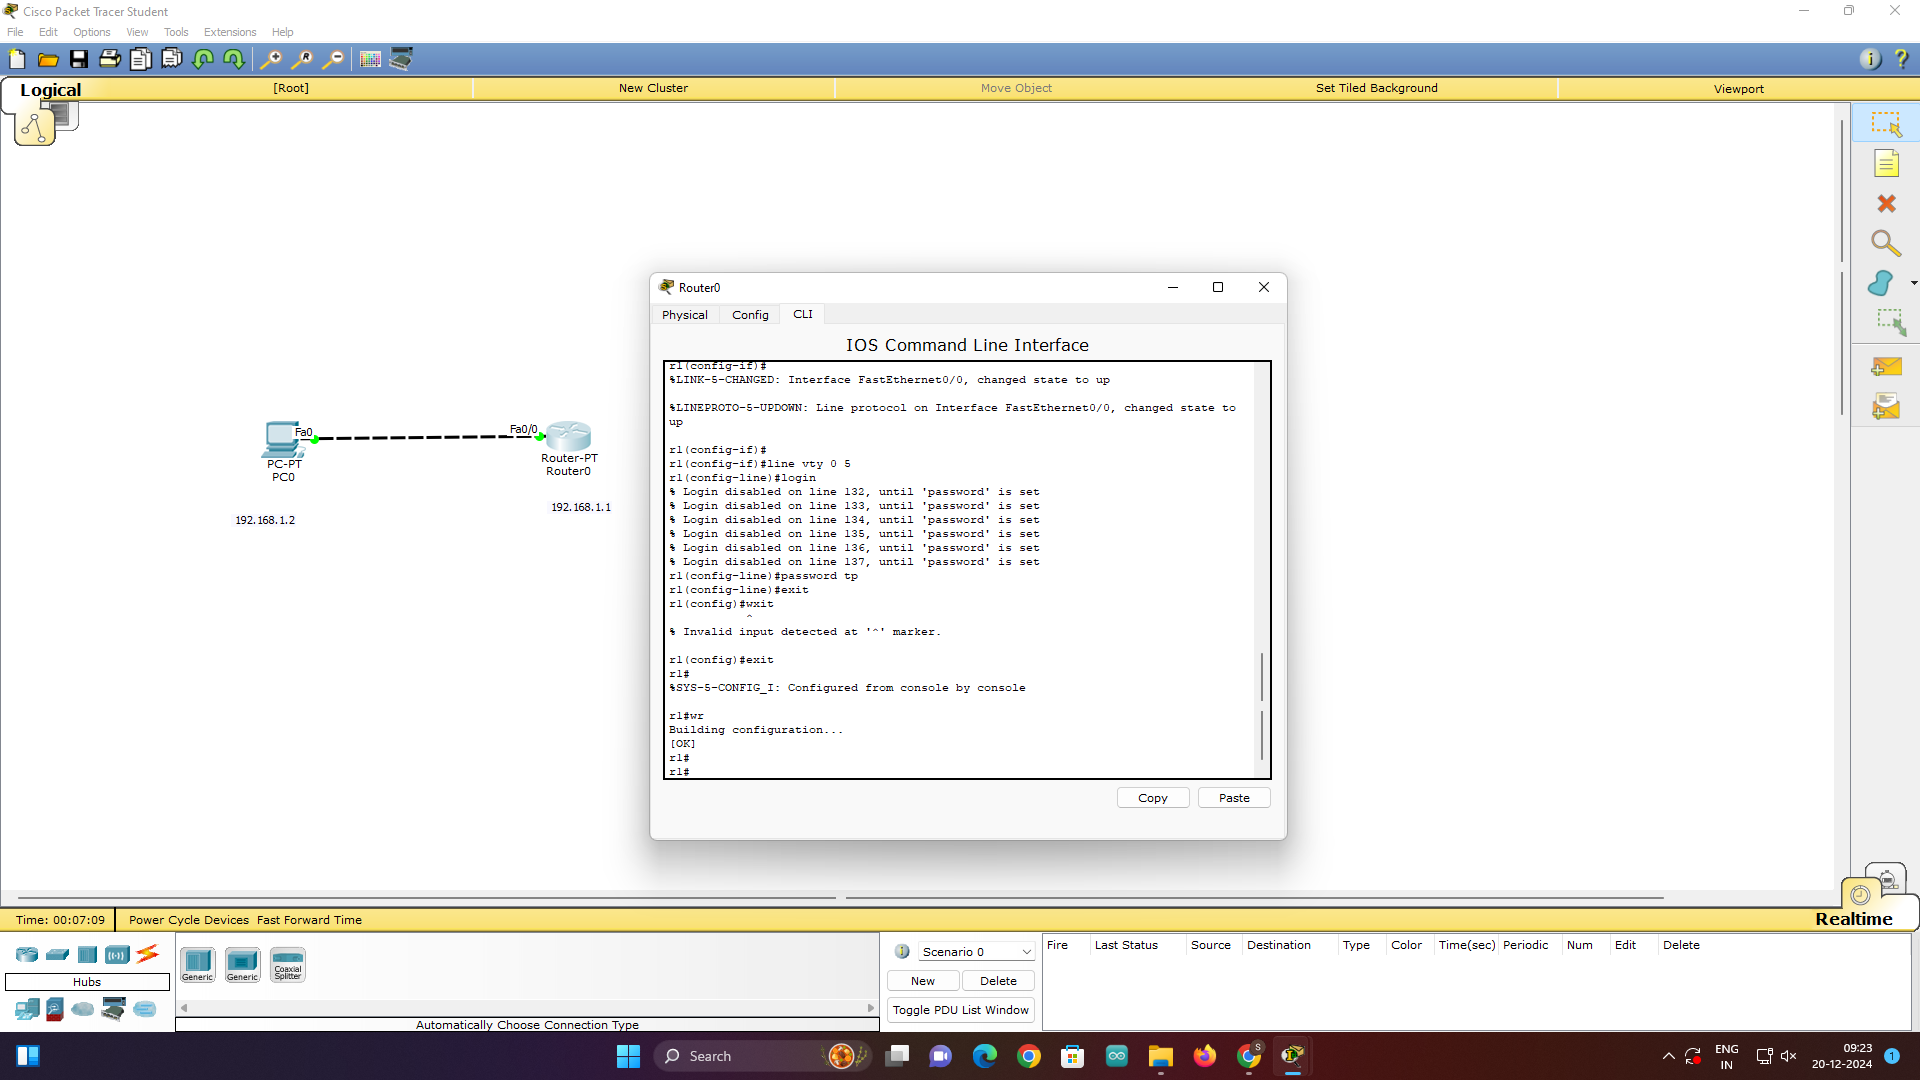 Cisco Packet Tracer Student
File Edit Options View Tools Extensions Help
Logical [Root] New Cluster Move Object Set Tiled Background Viewport
Fa0 Fa0/0
PC-PT
PC0
Router-PT
Router0
192.168.1.2
192.168.1.1
Router0
Physical Config CLI
IOS Command Line Interface
r1(config-if)#
%LINK-5-CHANGED: Interface FastEthernet0/0, changed state to up
%LINEPROTO-5-UPDOWN: Line protocol on Interface FastEthernet0/0, changed state to
up
r1(config-if)#
r1(config-if)#line vty 0 5
r1(config-line)#login
% Login disabled on line 132, until 'password' is set
% Login disabled on line 133, until 'password' is set
% Login disabled on line 134, until 'password' is set
% Login disabled on line 135, until 'password' is set
% Login disabled on line 136, until 'password' is set
% Login disabled on line 137, until 'password' is set
r1(config-line)#password tp
r1(config-line)#exit
r1(config)#wxit
^
% Invalid input detected at '^' marker.
r1(config)#exit
r1#
%SYS-5-CONFIG_I: Configured from console by console
r1#wr
Building configuration...
[OK]
r1#
r1#
Copy Paste
Time: 00:07:09 Power Cycle Devices Fast Forward Time
Realtime
Hubs
Generic Generic Coaxial Splitter
Automatically Choose Connection Type
Scenario 0
New Delete
Toggle PDU List Window
Fire Last Status Source Destination Type Color Time(sec) Periodic Num Edit Delete
Search
S
ENG
IN
09:23
20-12-2024
1